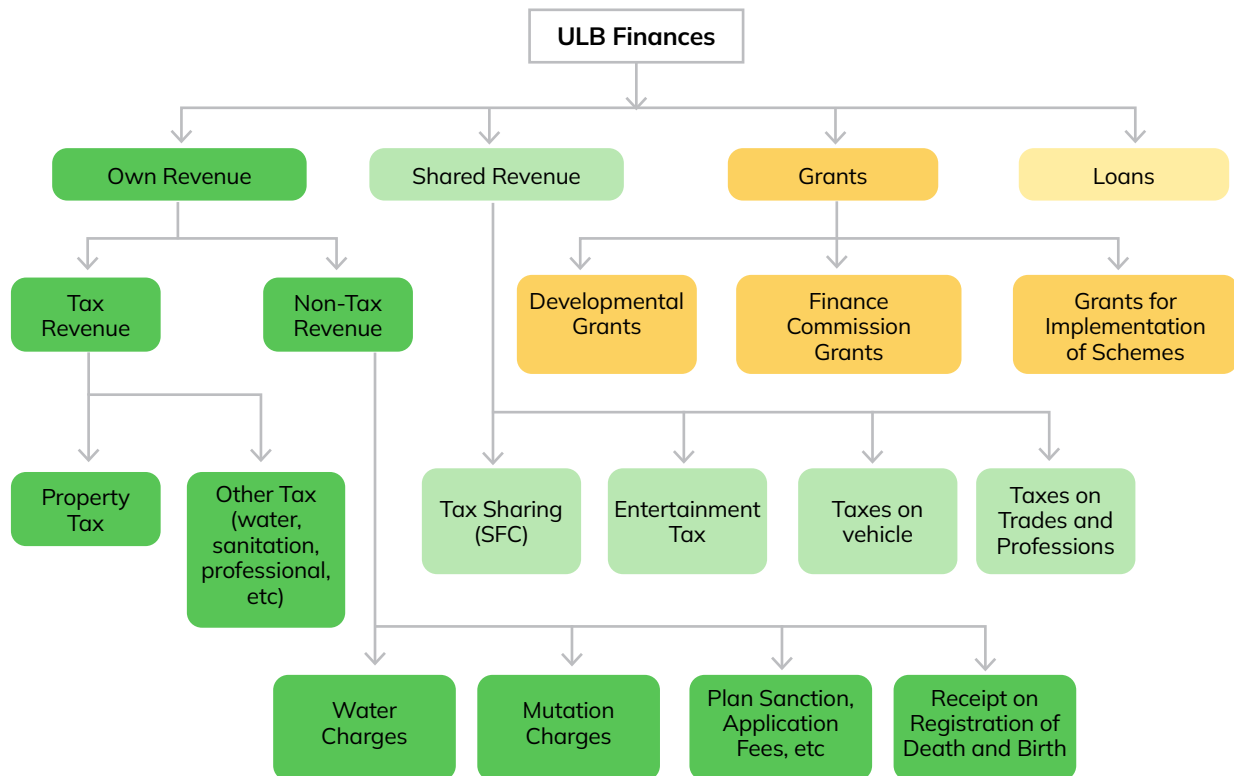 ULB Finances
Own Revenue
Shared Revenue
Grants
Loans
Tax
Revenue
Non-Tax
Revenue
Developmental
Grants
Finance
Commission
Grants
Grants for
Implementation
of Schemes
Property
Tax
Other Tax
(water,
sanitation,
professional,
etc)
Tax Sharing
(SFC)
Entertainment
Tax
Taxes on
vehicle
Taxes on
Trades and
Professions
Water
Charges
Mutation
Charges
Plan Sanction,
Application
Fees, etc
Receipt on
Registration of
Death and Birth